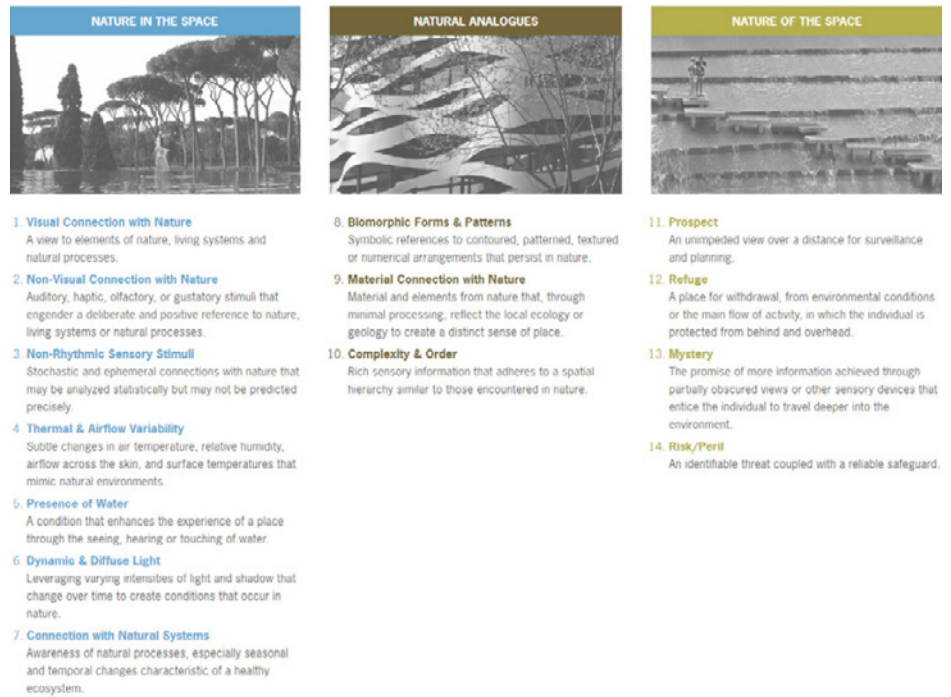 NATURE IN THE SPACE
1. Visual Connection with Nature
A view to elements of nature, living systems and
natural processes.
2. Non-Visual Connection with Nature
Auditory, haptic, olfactory, or gustatory stimuli that
engender a deliberate and positive reference to nature,
living systems or natural processes.
3. Non-Rhythmic Sensory Stimuli
Stochastic and ephemeral connections with nature that
may be analyzed statistically but may not be predicted
precisely.
4. Thermal & Airflow Variability
Subtle changes in air temperature, relative humidity,
airflow across the skin, and surface temperatures that
mimic natural environments.
5. Presence of Water
A condition that enhances the experience of a place
through the seeing, hearing or touching of water
6. Dynamic & Diffuse Light
Leveraging varying intensities of light and shadow that
change over time to create conditions that occur in
nature.
7. Connection with Natural Systems
Awareness of natural processes, especially seasonal
and temporal changes characteristic of a healthy
ecosystem.
NATURAL ANALOGUES
8. Biomorphic Forms & Patterns
Symbolic references to contoured, patterned, textured
or numerical arrangements that persist in nature.
9. Material Connection with Nature
Material and elements from nature that, through
minimal processing, reflect the local ecology or
geology to create a distinct sense of place.
10. Complexity & Order
Rich sensory information that adheres to a spatial
hierarchy similar to those encountered in nature.
NATURE OF THE SPACE
11. Prospect
An unimpeded view over a distance for surveillance
and planning.
12. Refuge
A place for withdrawal, from environmental conditions
or the main flow of activity, in which the individual is
protected from behind and overhead.
13. Mystery
The promise of more information achieved through
partially obscured views or other sensory devices that
entice the individual to travel deeper into the
environment.
14. Risk/Peril
An identifiable threat coupled with a reliable safeguard.